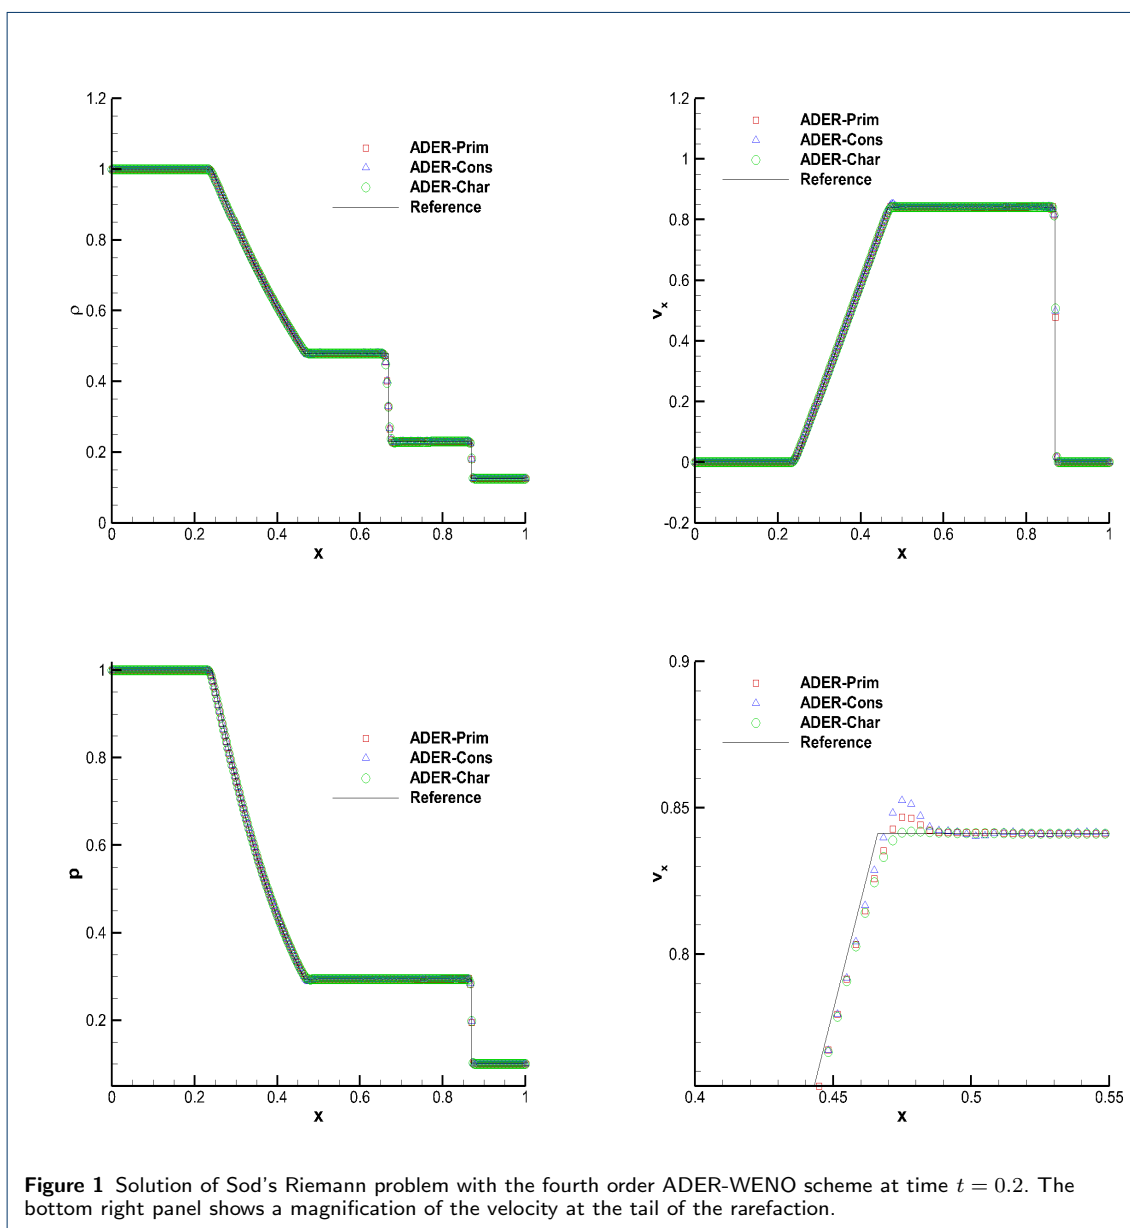 1.2
1
0.8
0.6
0.4
0.2
0
ρ
0 0.2 0.4 0.6 0.8 1
x
ADER-Prim
ADER-Cons
ADER-Char
Reference
1.2
1
0.8
0.6
0.4
0.2
0
-0.2
vₓ
0 0.2 0.4 0.6 0.8 1
x
ADER-Prim
ADER-Cons
ADER-Char
Reference
1
0.8
0.6
0.4
0.2
p
0 0.2 0.4 0.6 0.8 1
x
ADER-Prim
ADER-Cons
ADER-Char
Reference
0.9
0.85
0.8
vₓ
0.4 0.45 0.5 0.55
x
ADER-Prim
ADER-Cons
ADER-Char
Reference
Figure 1 Solution of Sod's Riemann problem with the fourth order ADER-WENO scheme at time t = 0.2. The
bottom right panel shows a magnification of the velocity at the tail of the rarefaction.